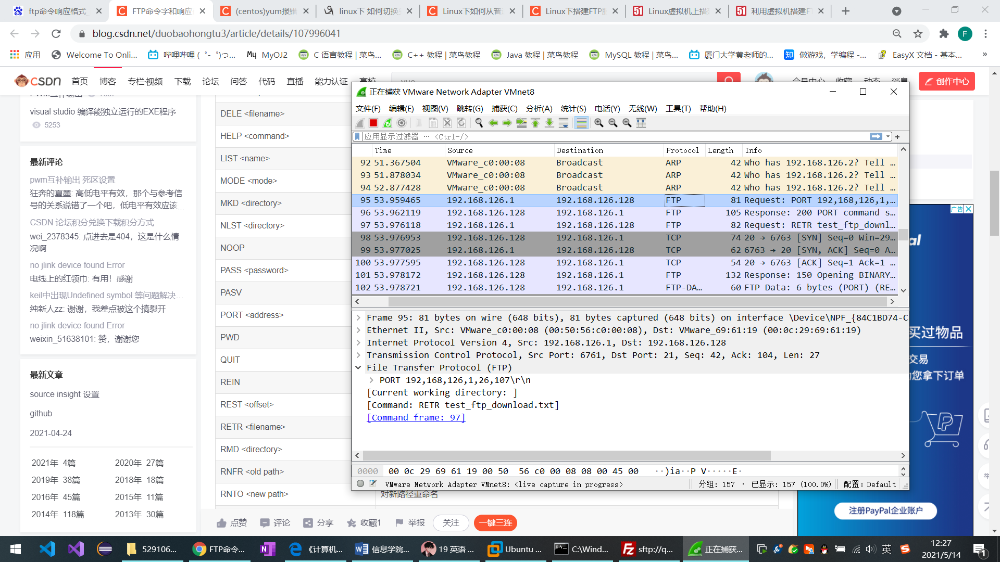 ftp命令响应格式_
FTP命令字和响应
(centos)yum报错
linux下 如何切换
Linux下如何从普
Linux下搭建FTP服
Linux虚拟机上搭
利用虚拟机搭建FT
blog.csdn.net/duobaohongtu3/article/details/107996041
F
应用
Welcome To Onli...
哔哩哔哩 (゜-゜)つ...
MyOJ2
C 语言教程 | 菜鸟...
C++ 教程 | 菜鸟教程
Java 教程 | 菜鸟教程
MySQL 教程 | 菜鸟...
厦门大学黄老师的...
做游戏，学编程 -...
EasyX 文档 - 基本...
CSDN 首页 博客 专栏·视频 下载 论坛 问答 代码 直播 能力认证 高校
会员中心 收藏 动态 消息 创作中心
visual studio 编译能独立运行的EXE程序
5253
最新评论
pwm互补输出 死区设置
狂奔的蔓堇: 高低电平有效，那个与参考信
号的关系说错了一个吧，低电平有效应该...
CSDN 论坛积分兑换下载积分方式
wei_2378345: 点进去是404，这是什么情
况啊
no jlink device found Error
电线上的红领巾: 有用！感谢
keil中出现Undefined symbol 等问题解决...
纯新人zz: 谢谢，我差点被这个搞裂开
no jlink device found Error
weixin_51638101: 赞，谢谢您
最新文章
source insight 设置
github
2021-04-24
2021年 4篇 2020年 27篇
2019年 38篇 2018年 18篇
2016年 45篇 2015年 11篇
2014年 118篇 2013年 30篇
DELE <filename>
HELP <command>
LIST <name>
MODE <mode>
MKD <directory>
NLST <directory>
NOOP
PASS <password>
PASV
PORT <address>
PWD
QUIT
REIN
REST <offset>
RETR <filename>
RMD <directory>
RNFR <old path>
RNTO <new path> 对新路径重命名
点赞 评论 分享 收藏1 举报 关注 一键三连
正在捕获 VMware Network Adapter VMnet8
文件(F) 编辑(E) 视图(V) 跳转(G) 捕获(C) 分析(A) 统计(S) 电话(Y) 无线(W) 工具(T) 帮助(H)
应用显示过滤器 … <Ctrl-/>
Time Source Destination Protocol Length Info
92 51.367504 VMware_c0:00:08 Broadcast ARP 42 Who has 192.168.126.2? Tell …
93 51.878034 VMware_c0:00:08 Broadcast ARP 42 Who has 192.168.126.2? Tell …
94 52.877428 VMware_c0:00:08 Broadcast ARP 42 Who has 192.168.126.2? Tell …
95 53.959465 192.168.126.1 192.168.126.128 FTP 81 Request: PORT 192,168,126,1,…
96 53.962119 192.168.126.128 192.168.126.1 FTP 105 Response: 200 PORT command s…
97 53.976118 192.168.126.1 192.168.126.128 FTP 82 Request: RETR test_ftp_downl…
98 53.976953 192.168.126.128 192.168.126.1 TCP 74 20 → 6763 [SYN] Seq=0 Win=29…
99 53.977025 192.168.126.1 192.168.126.128 TCP 62 6763 → 20 [SYN, ACK] Seq=0 A…
100 53.977595 192.168.126.128 192.168.126.1 TCP 54 20 → 6763 [ACK] Seq=1 Ack=1 …
101 53.978172 192.168.126.128 192.168.126.1 FTP 132 Response: 150 Opening BINARY…
102 53.978721 192.168.126.128 192.168.126.1 FTP-DA… 60 FTP Data: 6 bytes (PORT) (RE…
Frame 95: 81 bytes on wire (648 bits), 81 bytes captured (648 bits) on interface \Device\NPF_{84C1BD74-C
Ethernet II, Src: VMware_c0:00:08 (00:50:56:c0:00:08), Dst: VMware_69:61:19 (00:0c:29:69:61:19)
Internet Protocol Version 4, Src: 192.168.126.1, Dst: 192.168.126.128
Transmission Control Protocol, Src Port: 6761, Dst Port: 21, Seq: 42, Ack: 104, Len: 27
File Transfer Protocol (FTP)
PORT 192,168,126,1,26,107\r\n
[Current working directory: ]
[Command: RETR test_ftp_download.txt]
[Command frame: 97]
0000 00 0c 29 69 61 19 00 50 56 c0 00 08 08 00 45 00 ··)ia··P V·····E·
VMware Network Adapter VMnet8: <live capture in progress> 分组: 157 · 已显示: 157 (100.0%) 配置: Default
广告
al
买过物品
交易
您拿下订单
注册PayPal企业账户
529106... FTP命令... 《计算机... 信息学院... 19 英语 ... Ubuntu ... C:\Wind... sftp://q... 正在捕获...
英
12:27
2021/5/14
1